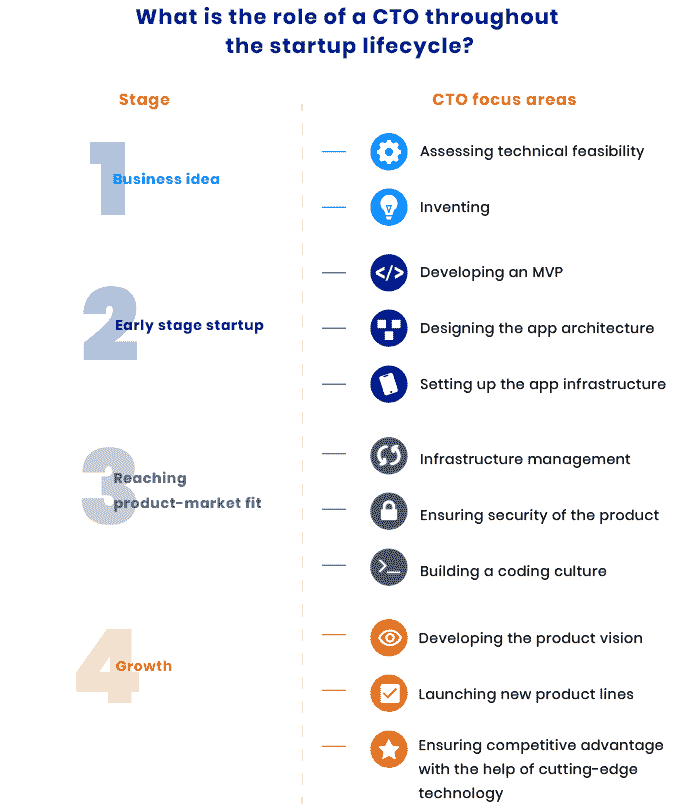 What is the role of a CTO throughout
the startup lifecycle?
Stage
CTO focus areas
1
Business idea
Assessing technical feasibility
Inventing
2
Early stage startup
</>
Developing an MVP
Designing the app architecture
Setting up the app infrastructure
3
Reaching
product-market fit
Infrastructure management
Ensuring security of the product
Building a coding culture
4
Growth
Developing the product vision
Launching new product lines
Ensuring competitive advantage
with the help of cutting-edge
technology